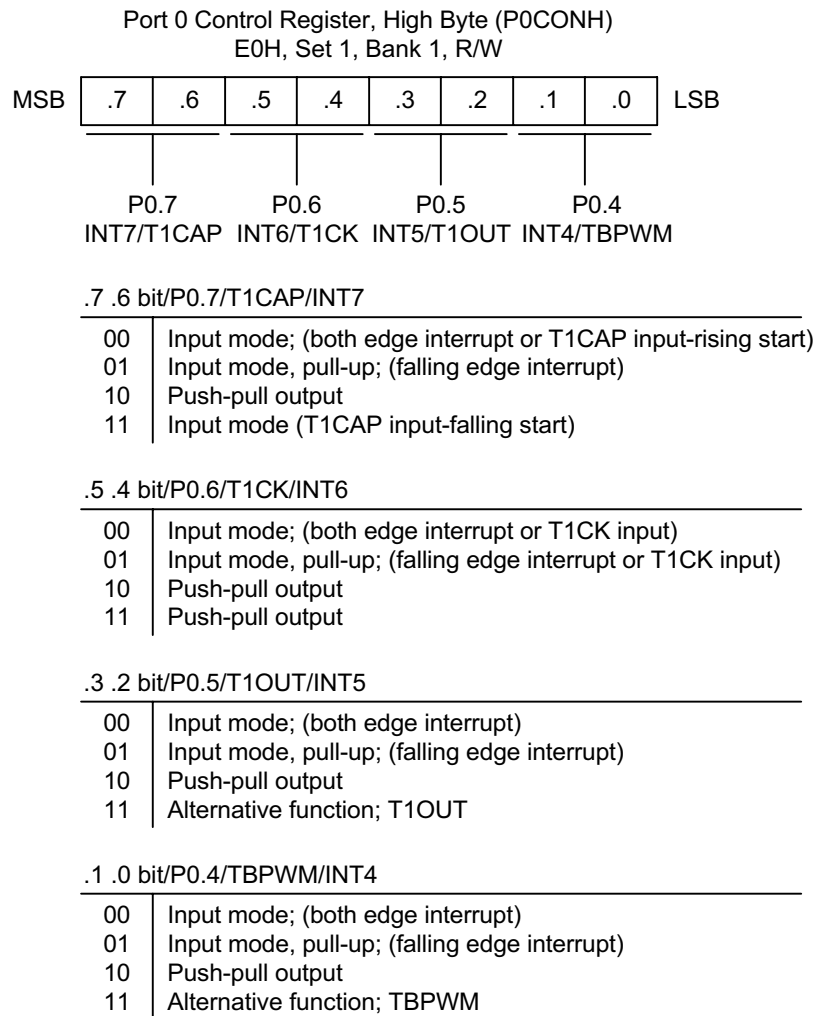 Port 0 Control Register, High Byte (P0CONH)
E0H, Set 1, Bank 1, R/W
MSB .7 .6 .5 .4 .3 .2 .1 .0 LSB
P0.7 P0.6 P0.5 P0.4
INT7/T1CAP INT6/T1CK INT5/T1OUT INT4/TBPWM
.7 .6 bit/P0.7/T1CAP/INT7
00 Input mode; (both edge interrupt or T1CAP input-rising start)
01 Input mode, pull-up; (falling edge interrupt)
10 Push-pull output
11 Input mode (T1CAP input-falling start)
.5 .4 bit/P0.6/T1CK/INT6
00 Input mode; (both edge interrupt or T1CK input)
01 Input mode, pull-up; (falling edge interrupt or T1CK input)
10 Push-pull output
11 Push-pull output
.3 .2 bit/P0.5/T1OUT/INT5
00 Input mode; (both edge interrupt)
01 Input mode, pull-up; (falling edge interrupt)
10 Push-pull output
11 Alternative function; T1OUT
.1 .0 bit/P0.4/TBPWM/INT4
00 Input mode; (both edge interrupt)
01 Input mode, pull-up; (falling edge interrupt)
10 Push-pull output
11 Alternative function; TBPWM